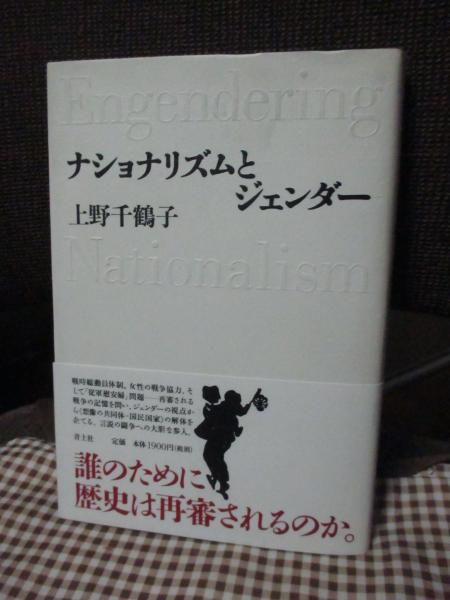 Engendering
ナショナリズムと
ジェンダー
上野千鶴子
Nationalism
戦時総動員体制、女性の戦争協力、そ
して「従軍慰安婦」問題——再審される
戦争の記憶を問い、ジェンダーの視点か
ら〈想像の共同体=国民国家〉の解体を
企てる、言説の闘争への大胆な参入。
青土社 定価 本体1900円(税別)
誰のために
歴史は再審されるのか。